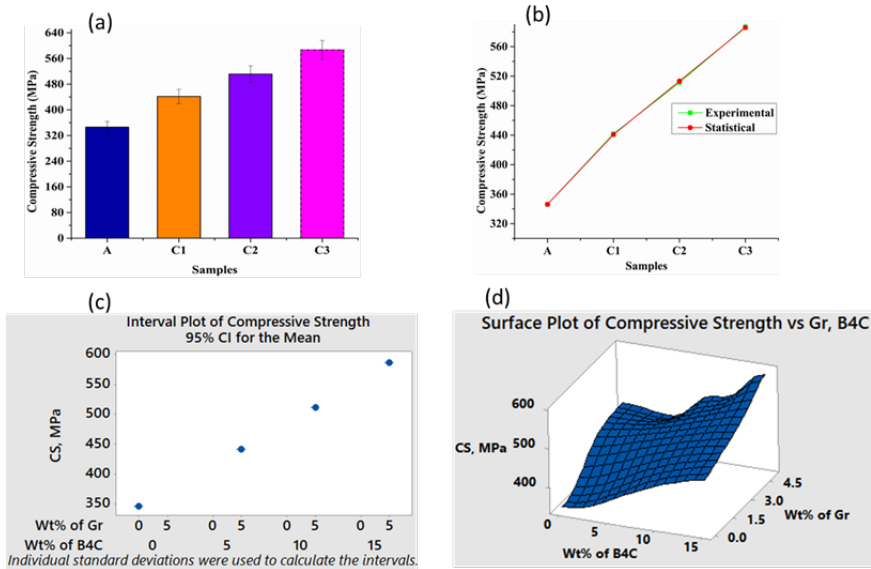 (a)
640
560
480
400
320
240
160
80
0
Compressive Strength (MPa)
A C1 C2 C3
Samples
(b)
560
520
480
440
400
360
320
Compressive Strength (MPa)
Experimental
Statistical
A C1 C2 C3
Samples
(c)
Interval Plot of Compressive Strength
95% CI for the Mean
600
550
500
450
400
350
CS, MPa
Wt% of Gr 0 5 0 5 0 5 0 5
Wt% of B4C 0 5 10 15
Individual standard deviations were used to calculate the intervals.
(d)
Surface Plot of Compressive Strength vs Gr, B4C
600
500
400
CS, MPa
0 5 10 15
Wt% of B4C
0.0 1.5 3.0 4.5
Wt% of Gr